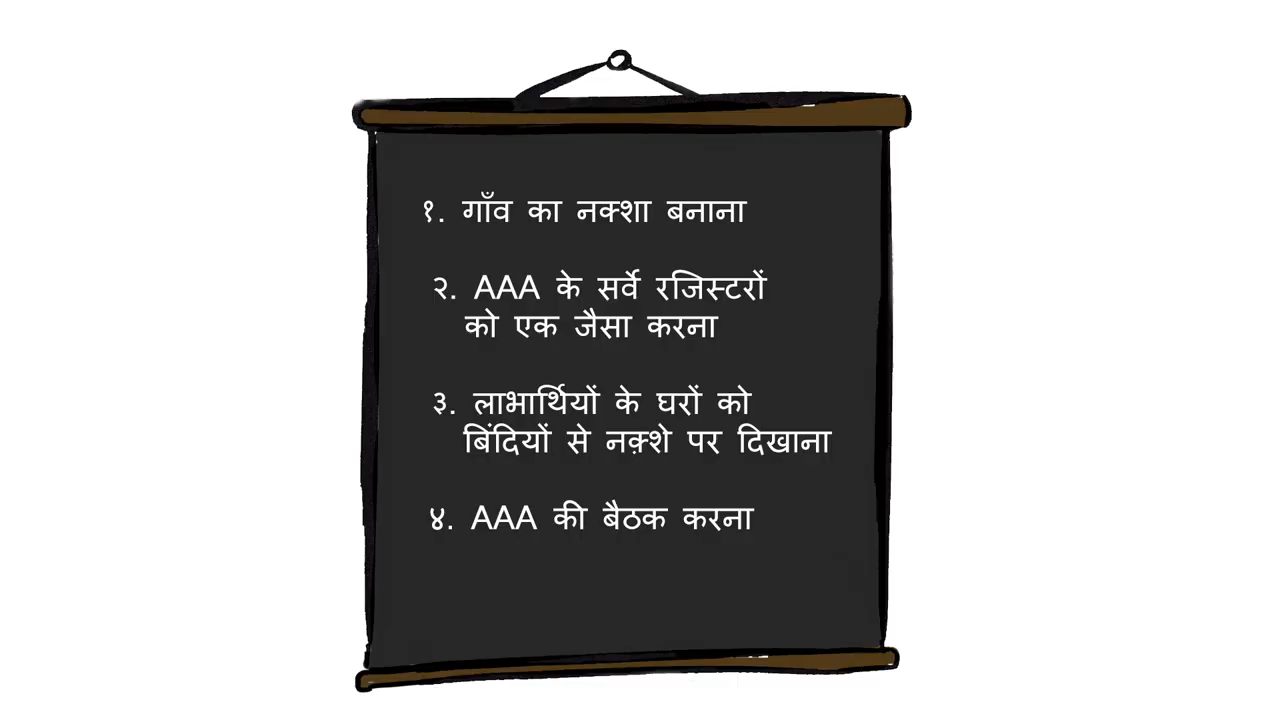 १. गाँव का नक्शा बनाना
२. AAA के सर्वे रजिस्टरों
को एक जैसा करना
३. लाभार्थियों के घरों को
बिंदियों से नक़्शे पर दिखाना
४. AAA की बैठक करना